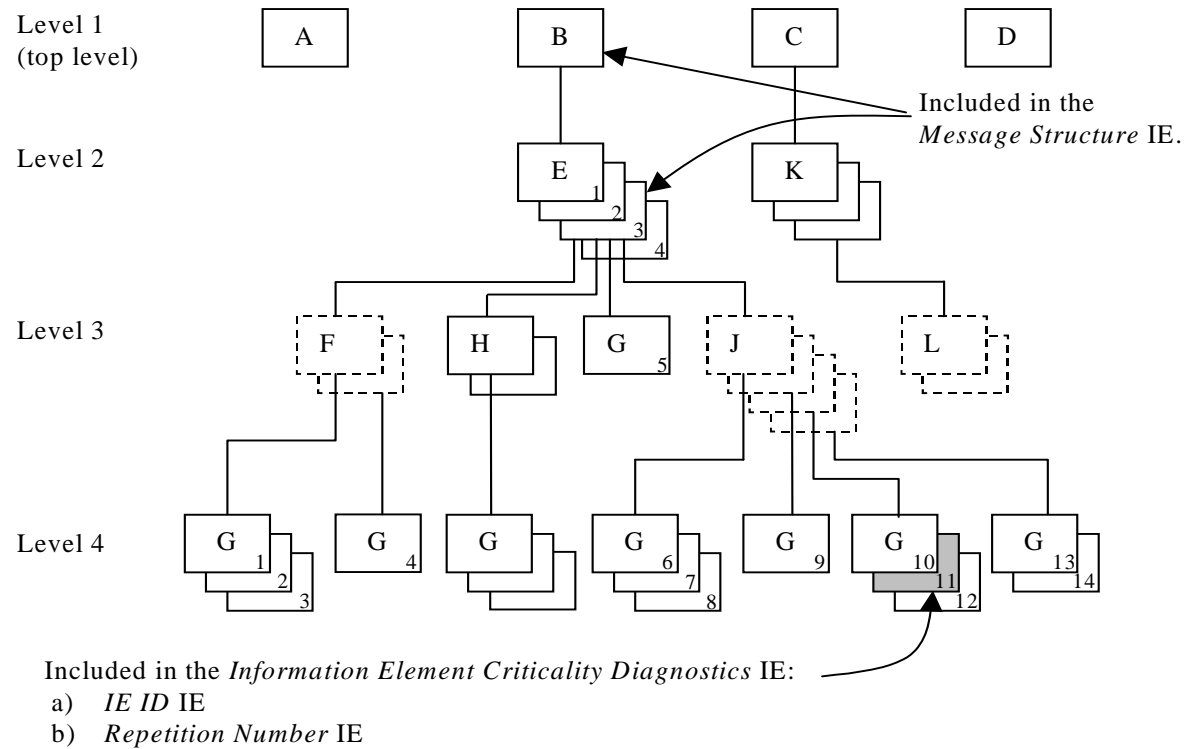 Level 1
(top level)
A
B
C
D
Included in the
Message Structure IE.
Level 2
E
1
2
3
4
K
Level 3
F
H
G
5
J
L
Level 4
G
1
2
3
G
4
G
G
6
7
8
G
9
G
10
11
12
G
13
14
Included in the Information Element Criticality Diagnostics IE:
a) IE ID IE
b) Repetition Number IE